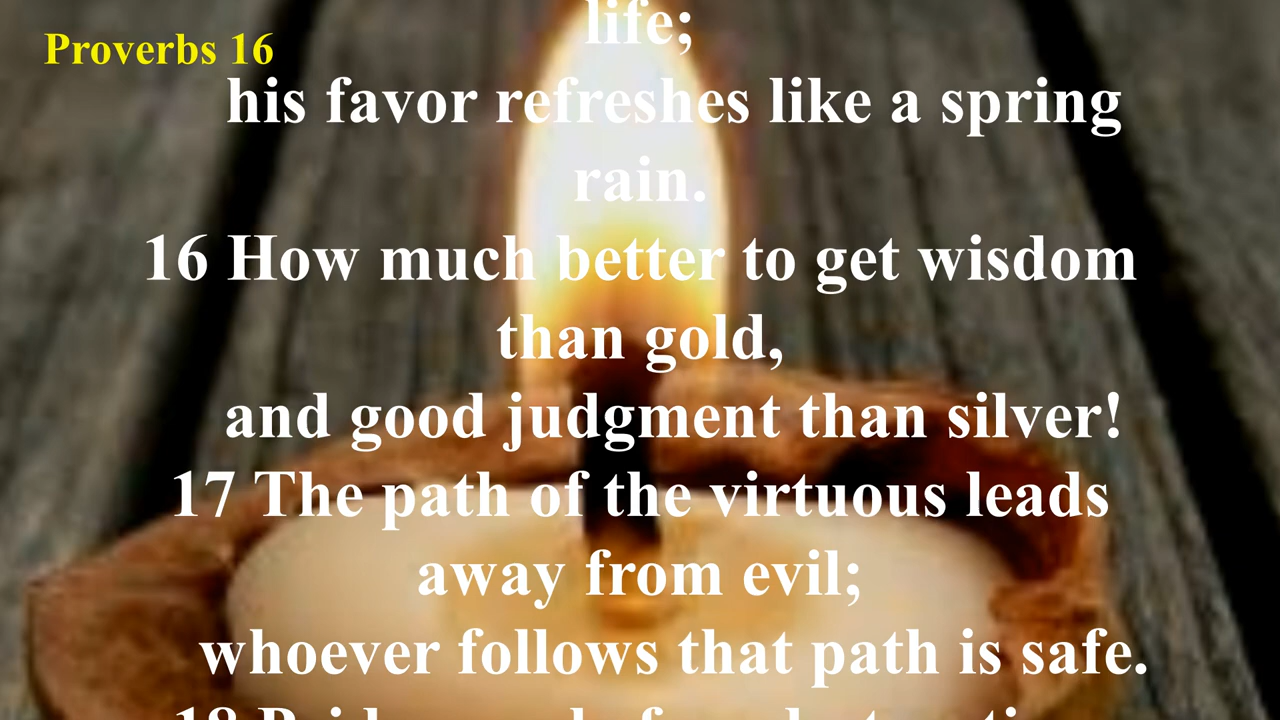 Proverbs 16
life;
his favor refreshes like a spring
rain.
16 How much better to get wisdom
than gold,
and good judgment than silver!
17 The path of the virtuous leads
away from evil;
whoever follows that path is safe.